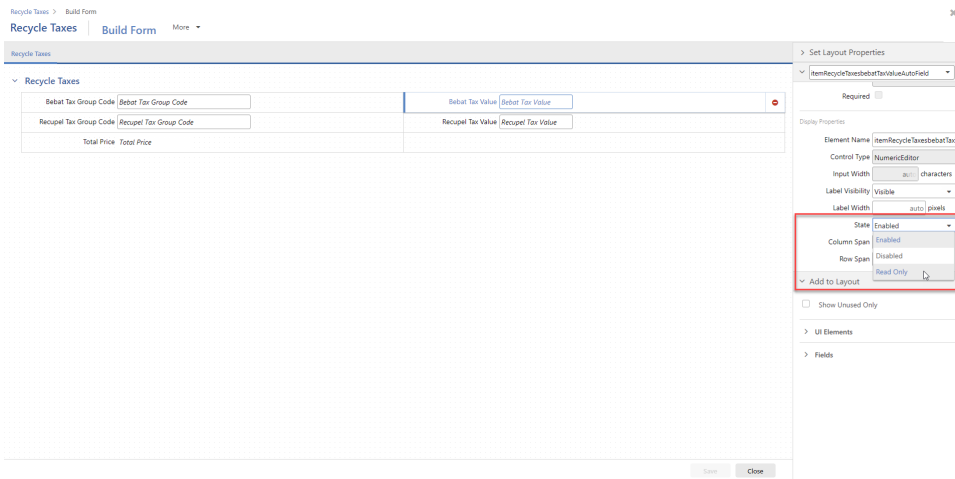 Recycle Taxes > Build Form
Recycle Taxes Build Form More
Recycle Taxes
Recycle Taxes
Bebat Tax Group Code Bebat Tax Group Code
Bebat Tax Value Bebat Tax Value
Recupel Tax Group Code Recupel Tax Group Code
Recupel Tax Value Recupel Tax Value
Total Price Total Price
Save Close
> Set Layout Properties
itemRecycleTaxesbebatTaxValueAutoField
Required
Display Properties
Element Name itemRecycleTaxesbebatTax
Control Type NumericEditor
Input Width auto characters
Label Visibility Visible
Label Width auto pixels
State Enabled
Column Span Enabled
Disabled
Row Span
Read Only
Add to Layout
Show Unused Only
> UI Elements
> Fields